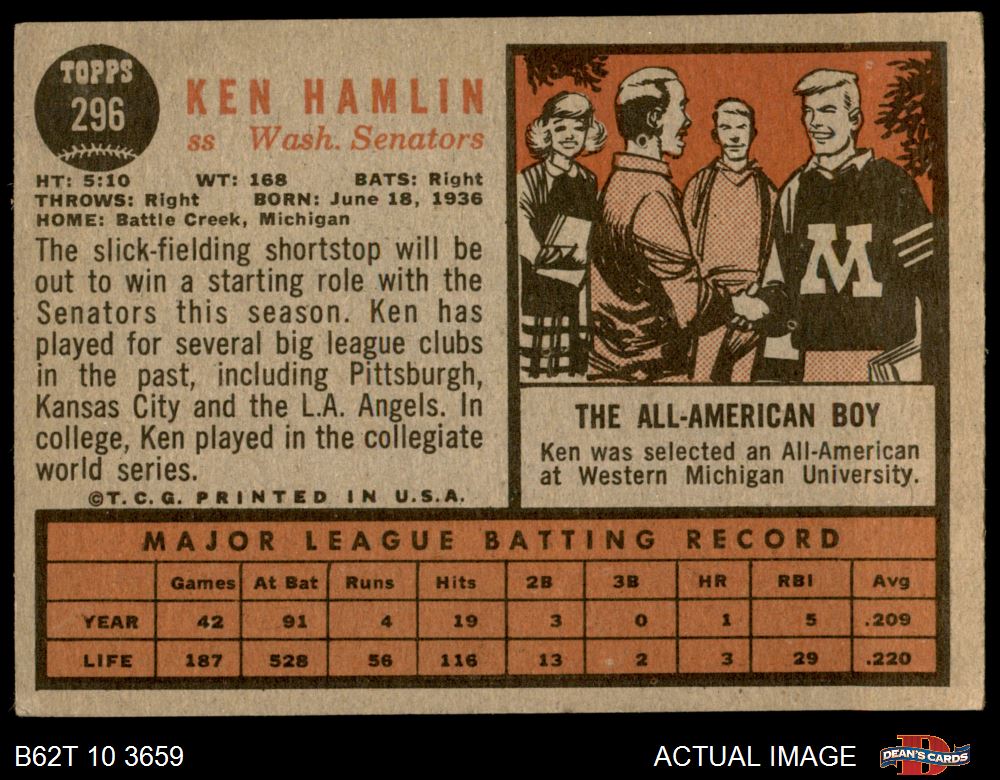 TOPPS
296
KEN HAMLIN
ss Wash. Senators
HT: 5:10 WT: 168 BATS: Right
THROWS: Right BORN: June 18, 1936
HOME: Battle Creek, Michigan
The slick-fielding shortstop will be
out to win a starting role with the
Senators this season. Ken has
played for several big league clubs
in the past, including Pittsburgh,
Kansas City and the L.A. Angels. In
college, Ken played in the collegiate
world series.
©T.C.G. PRINTED IN U.S.A.
M
THE ALL-AMERICAN BOY
Ken was selected an All-American
at Western Michigan University.
MAJOR LEAGUE BATTING RECORD
Games At Bat Runs Hits 2B 3B HR RBI Avg
YEAR 42 91 4 19 3 0 1 5 .209
LIFE 187 528 56 116 13 2 3 29 .220
B62T 10 3659
ACTUAL IMAGE
D
DEAN'S CARDS